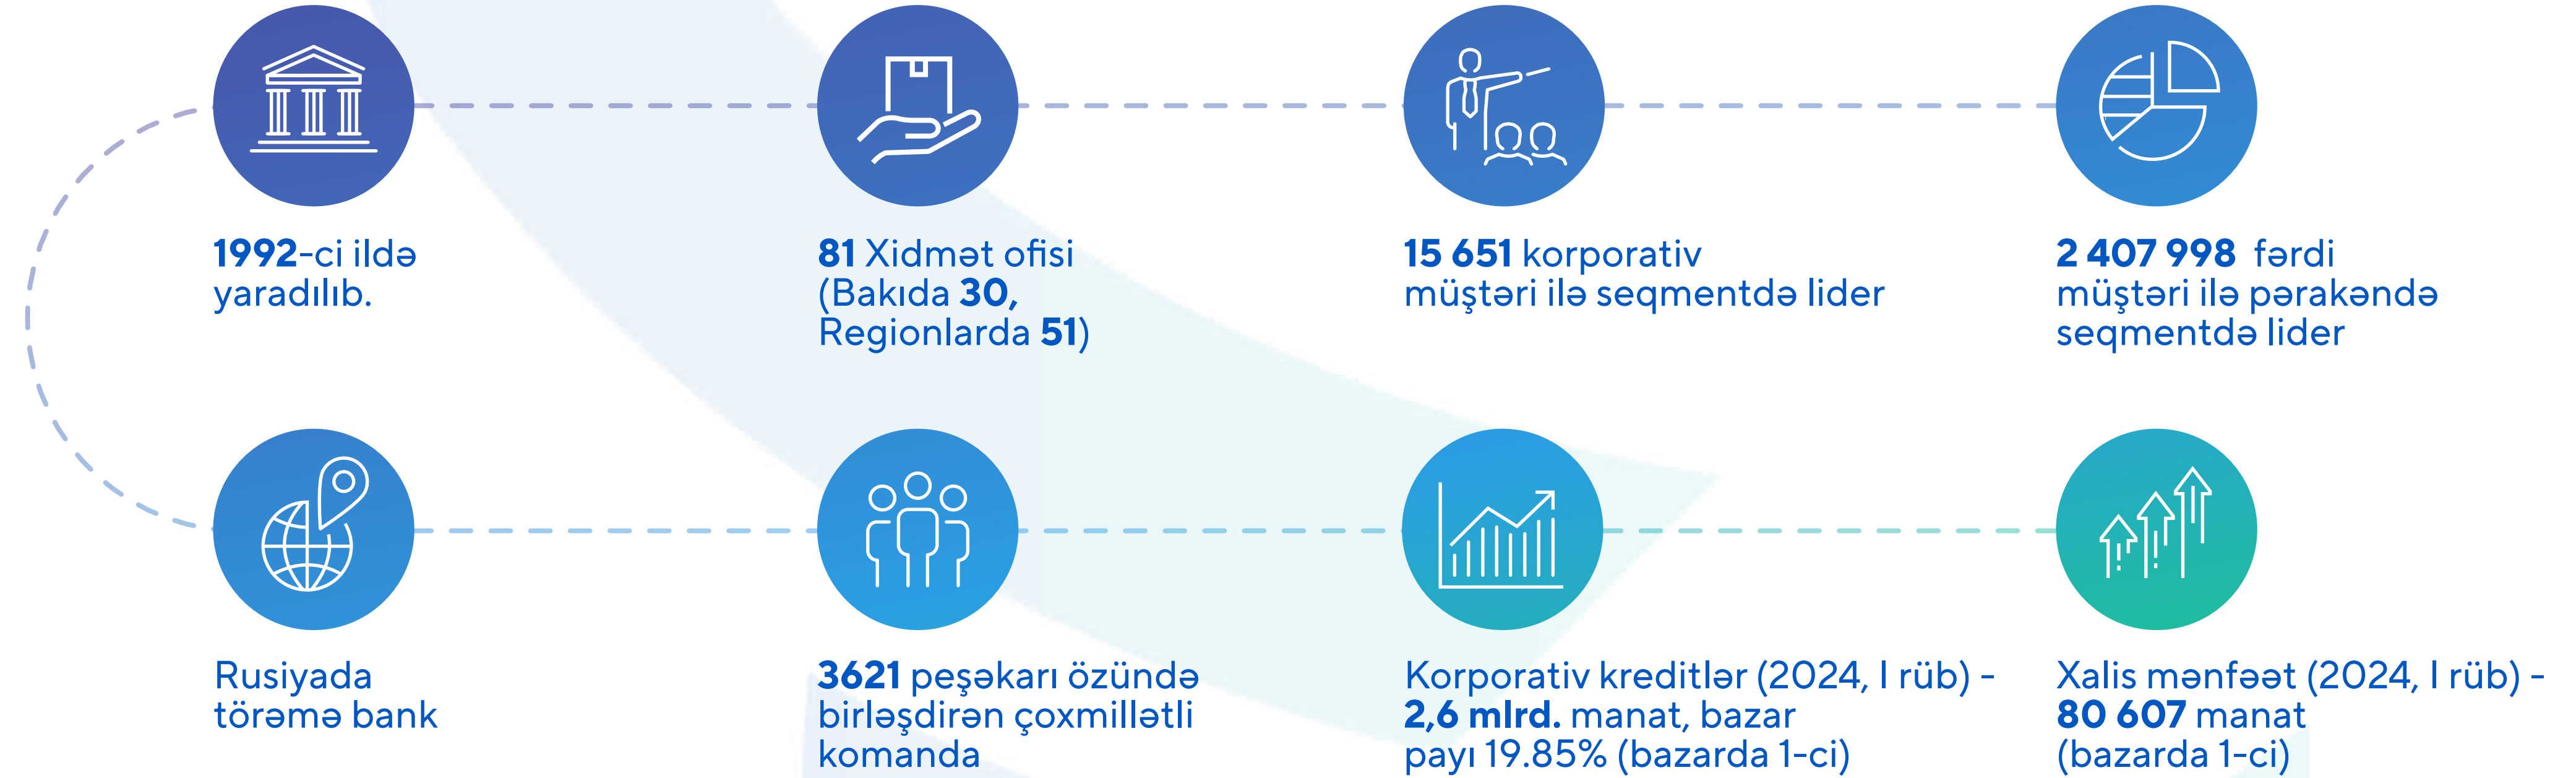 1992-ci ildə
yaradılıb.
81 Xidmət ofisi
(Bakıda 30,
Regionlarda 51)
15 651 korporativ
müştəri ilə seqmentdə lider
2 407 998 fərdi
müştəri ilə pərakəndə
seqmentdə lider
Rusiyada
törəmə bank
3621 peşəkarı özündə
birləşdirən çoxmillətli
komanda
Korporativ kreditlər (2024, I rüb) -
2,6 mlrd. manat, bazar
payı 19.85% (bazarda 1-ci)
Xalis mənfəət (2024, I rüb) -
80 607 manat
(bazarda 1-ci)